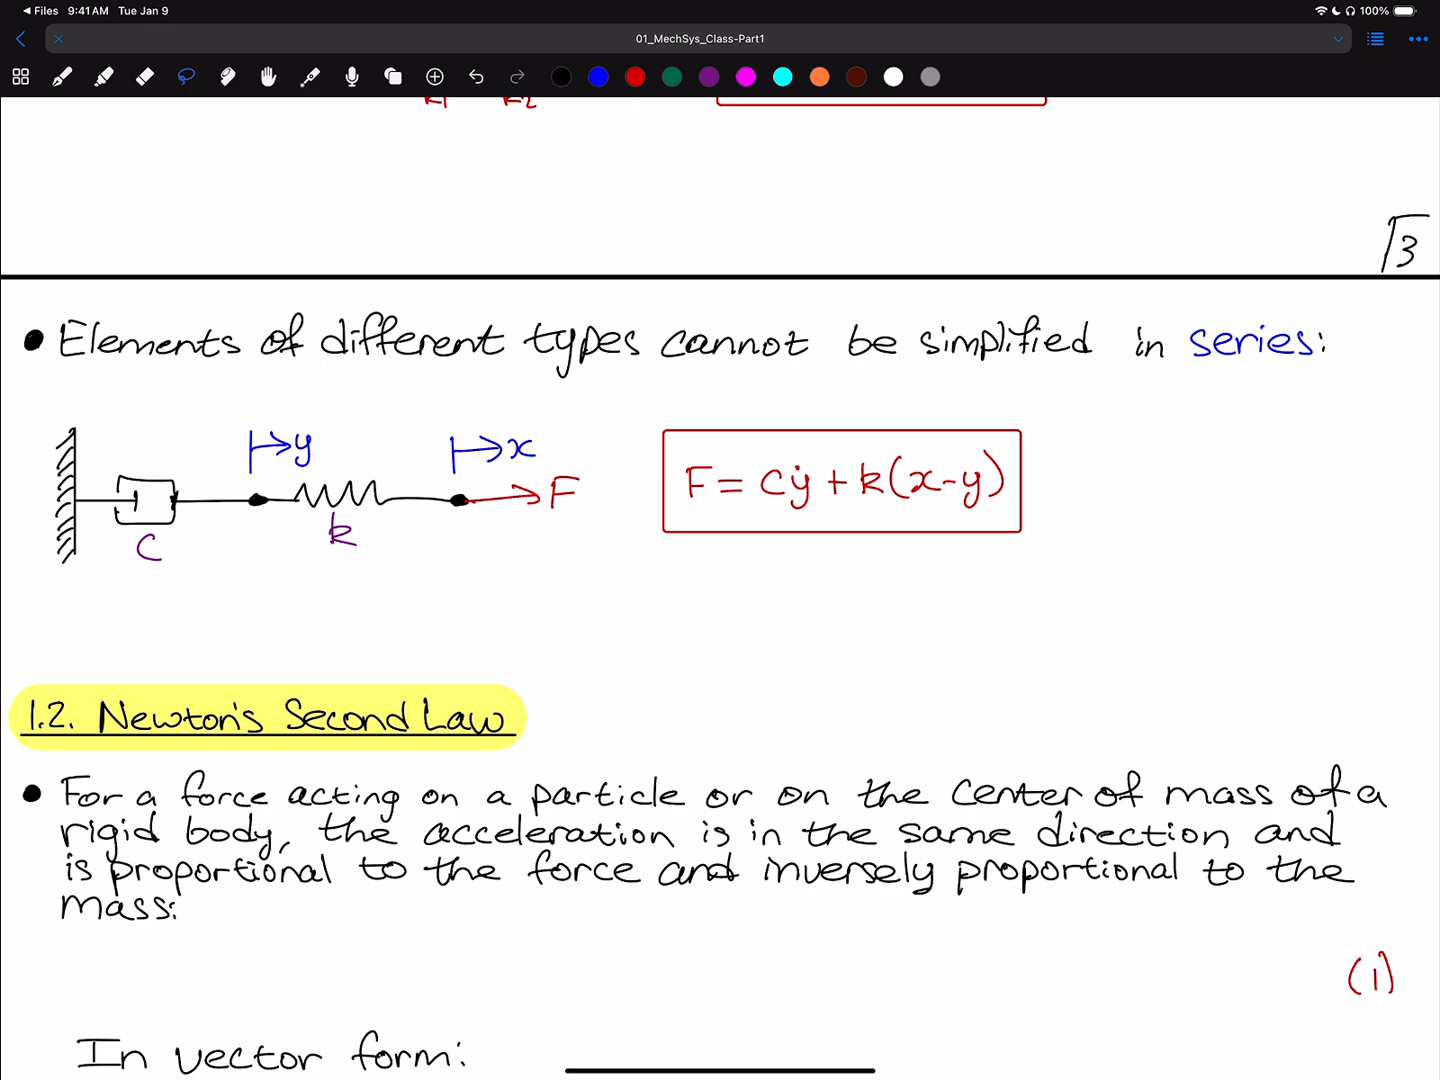 Files 9:41 AM Tue Jan 9 100%
01_MechSys_Class-Part1
k1 k2
3
• Elements of different types cannot be simplified in series:
y x
F
C k
F = cẏ + k(x-y)
1.2. Newton's Second Law
• For a force acting on a particle or on the center of mass of a
rigid body, the acceleration is in the same direction and
is proportional to the force and inversely proportional to the
mass:
(1)
In vector form: